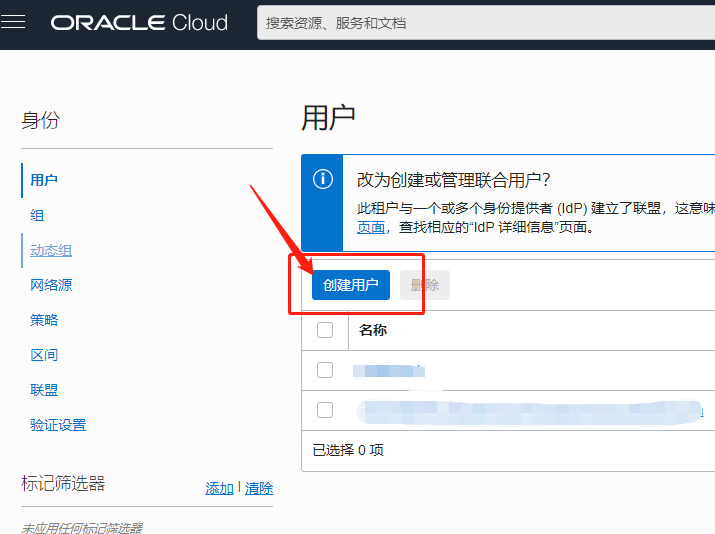 ORACLE Cloud
搜索资源、服务和文档
身份
用户
组
动态组
网络源
策略
区间
联盟
验证设置
标记筛选器
添加 | 清除
未应用任何标记筛选器
用户
改为创建或管理联合用户？
此租户与一个或多个身份提供者 (IdP) 建立了联盟，这意味
页面，查找相应的“IdP 详细信息”页面。
创建用户 删除
名称
已选择 0 项